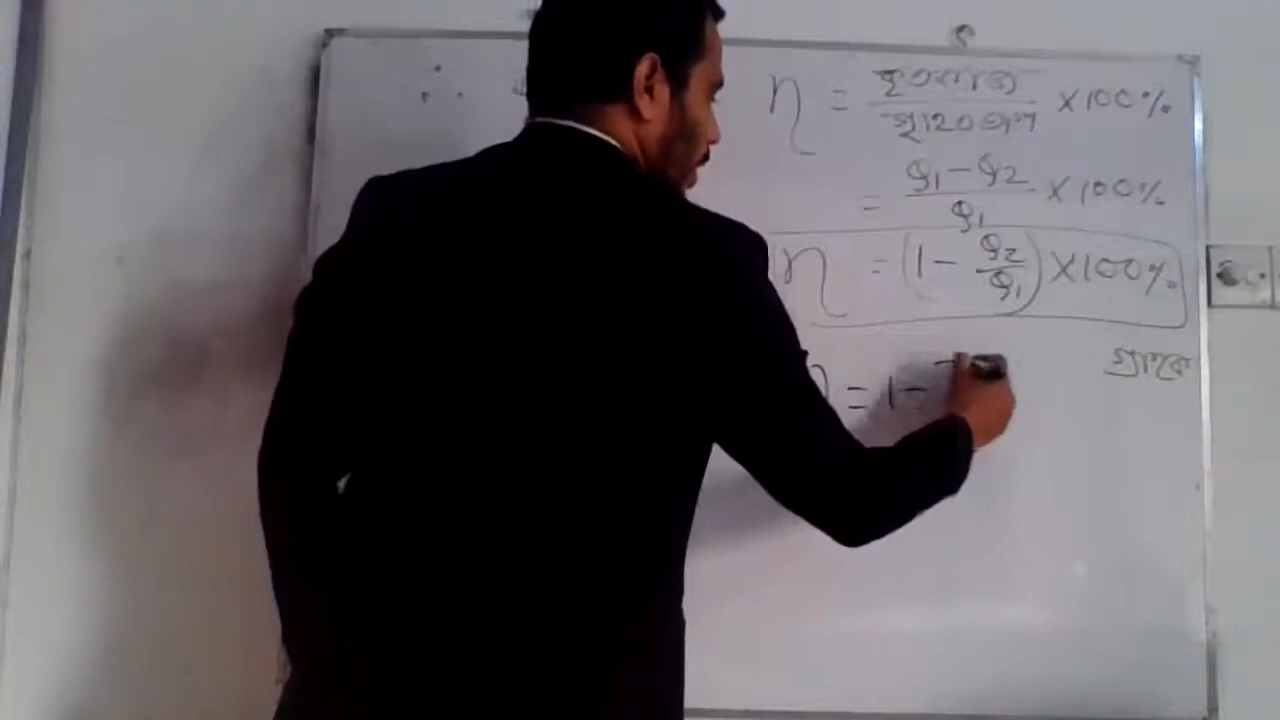 ∴
η = কৃতকাজ / গৃহিত তাপ × 100%
= Q1 - Q2 / Q1 × 100%
η = (1 - Q2 / Q1) × 100%
η = 1 -